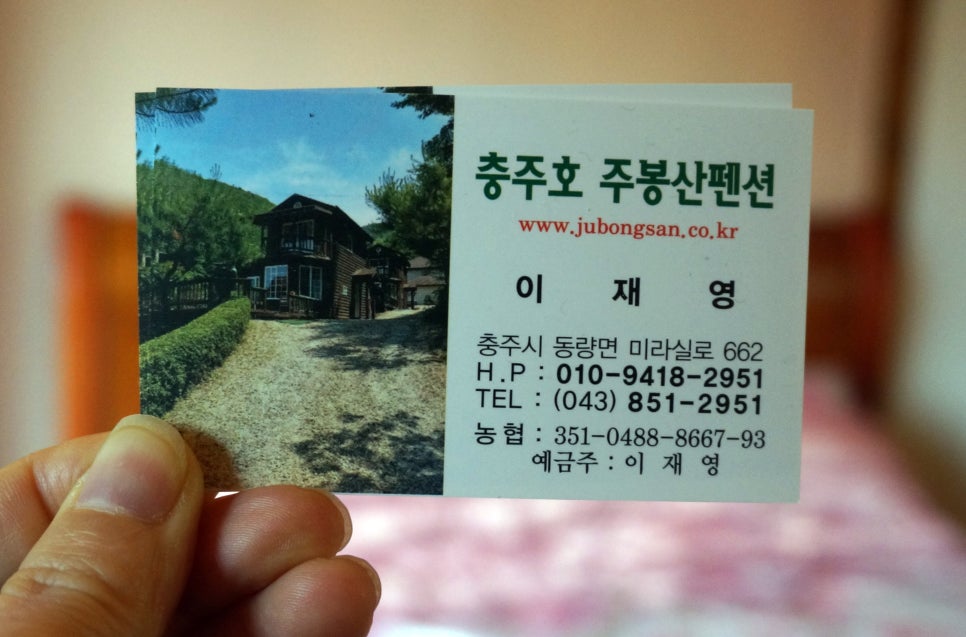 충주호 주봉산펜션
www.jubongsan.co.kr
이 재 영
충주시 동량면 미라실로 662
H.P : 010-9418-2951
TEL : (043) 851-2951
농협 : 351-0488-8667-93
예금주 : 이 재 영